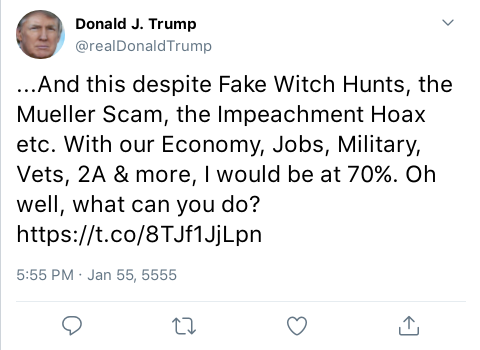 Donald J. Trump
@realDonaldTrump
...And this despite Fake Witch Hunts, the
Mueller Scam, the Impeachment Hoax
etc. With our Economy, Jobs, Military,
Vets, 2A & more, I would be at 70%. Oh
well, what can you do?
https://t.co/8TJf1JjLpn
5:55 PM · Jan 55, 5555